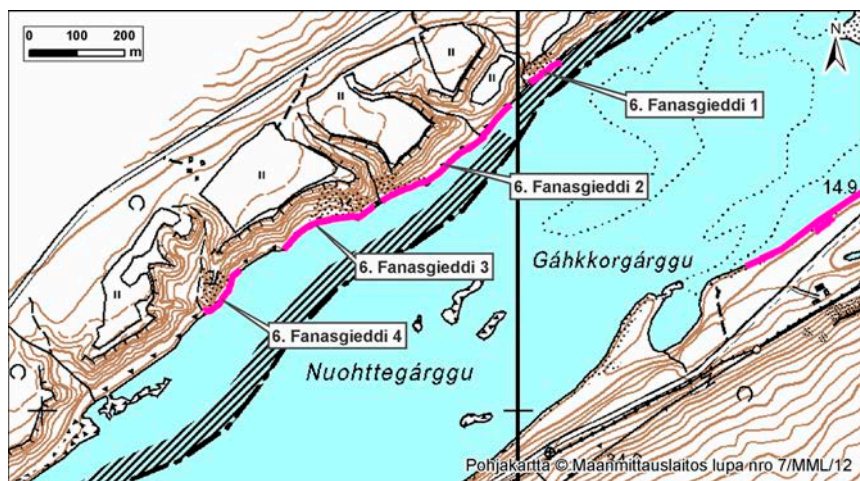 0 100 200
m
N
6. Fanasgieddi 1
6. Fanasgieddi 2
14.9
6. Fanasgieddi 3
Gáhkkorgárggu
6. Fanasgieddi 4
Nuohttegárggu
Pohjakartta © Maanmittauslaitos lupa nro 7/MML/12